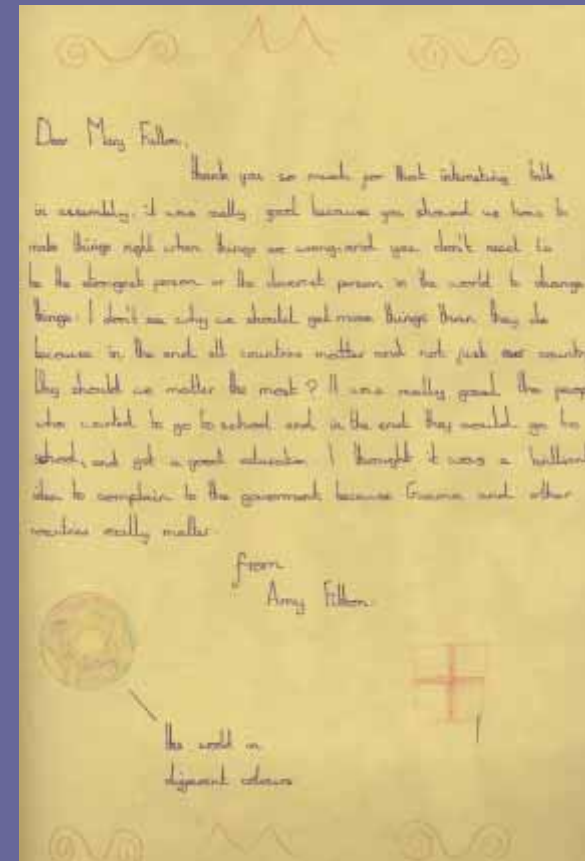 Dear Mary
thank you so much for that interesting talk
in assembly. it was really good because you showed us how to
make things right when things are wrong and you don't need to
be the strongest person or the cleverest person in the world to change
things. I don't see why we should get more things than they do
because in the end all countries matter and not just our
Why should we matter the most? It was really good the
who wanted to go to school and in the end they would go to
school, and get a good education. I thought it was a brilliant
idea to complain to the government because and other
countries really matter.
from
Amy
the world in
different colours